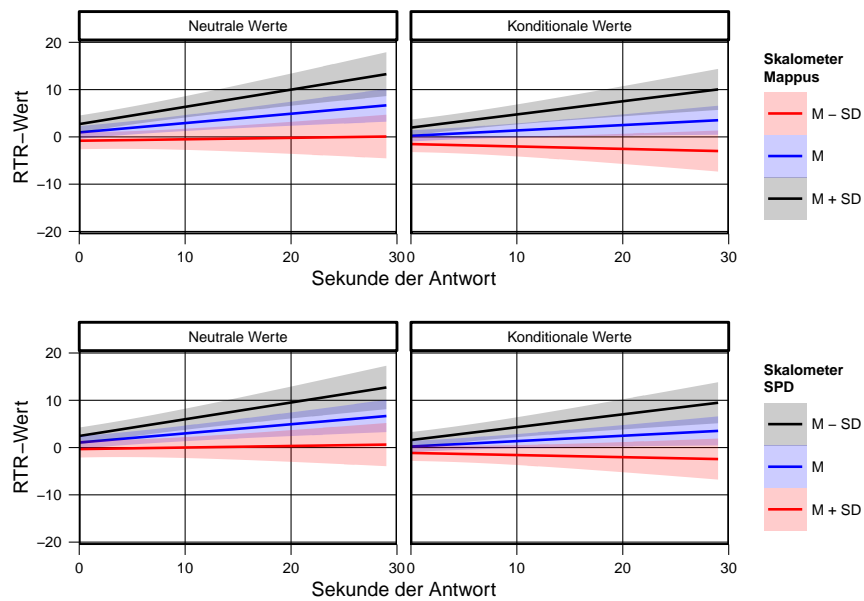 Neutrale Werte
Konditionale Werte
20
10
0
−10
−20
RTR−Wert
0 10 20 30
0 10 20 30
Sekunde der Antwort
Skalometer
Mappus
M − SD
M
M + SD
Neutrale Werte
Konditionale Werte
20
10
0
−10
−20
RTR−Wert
0 10 20 30
0 10 20 30
Sekunde der Antwort
Skalometer
SPD
M − SD
M
M + SD